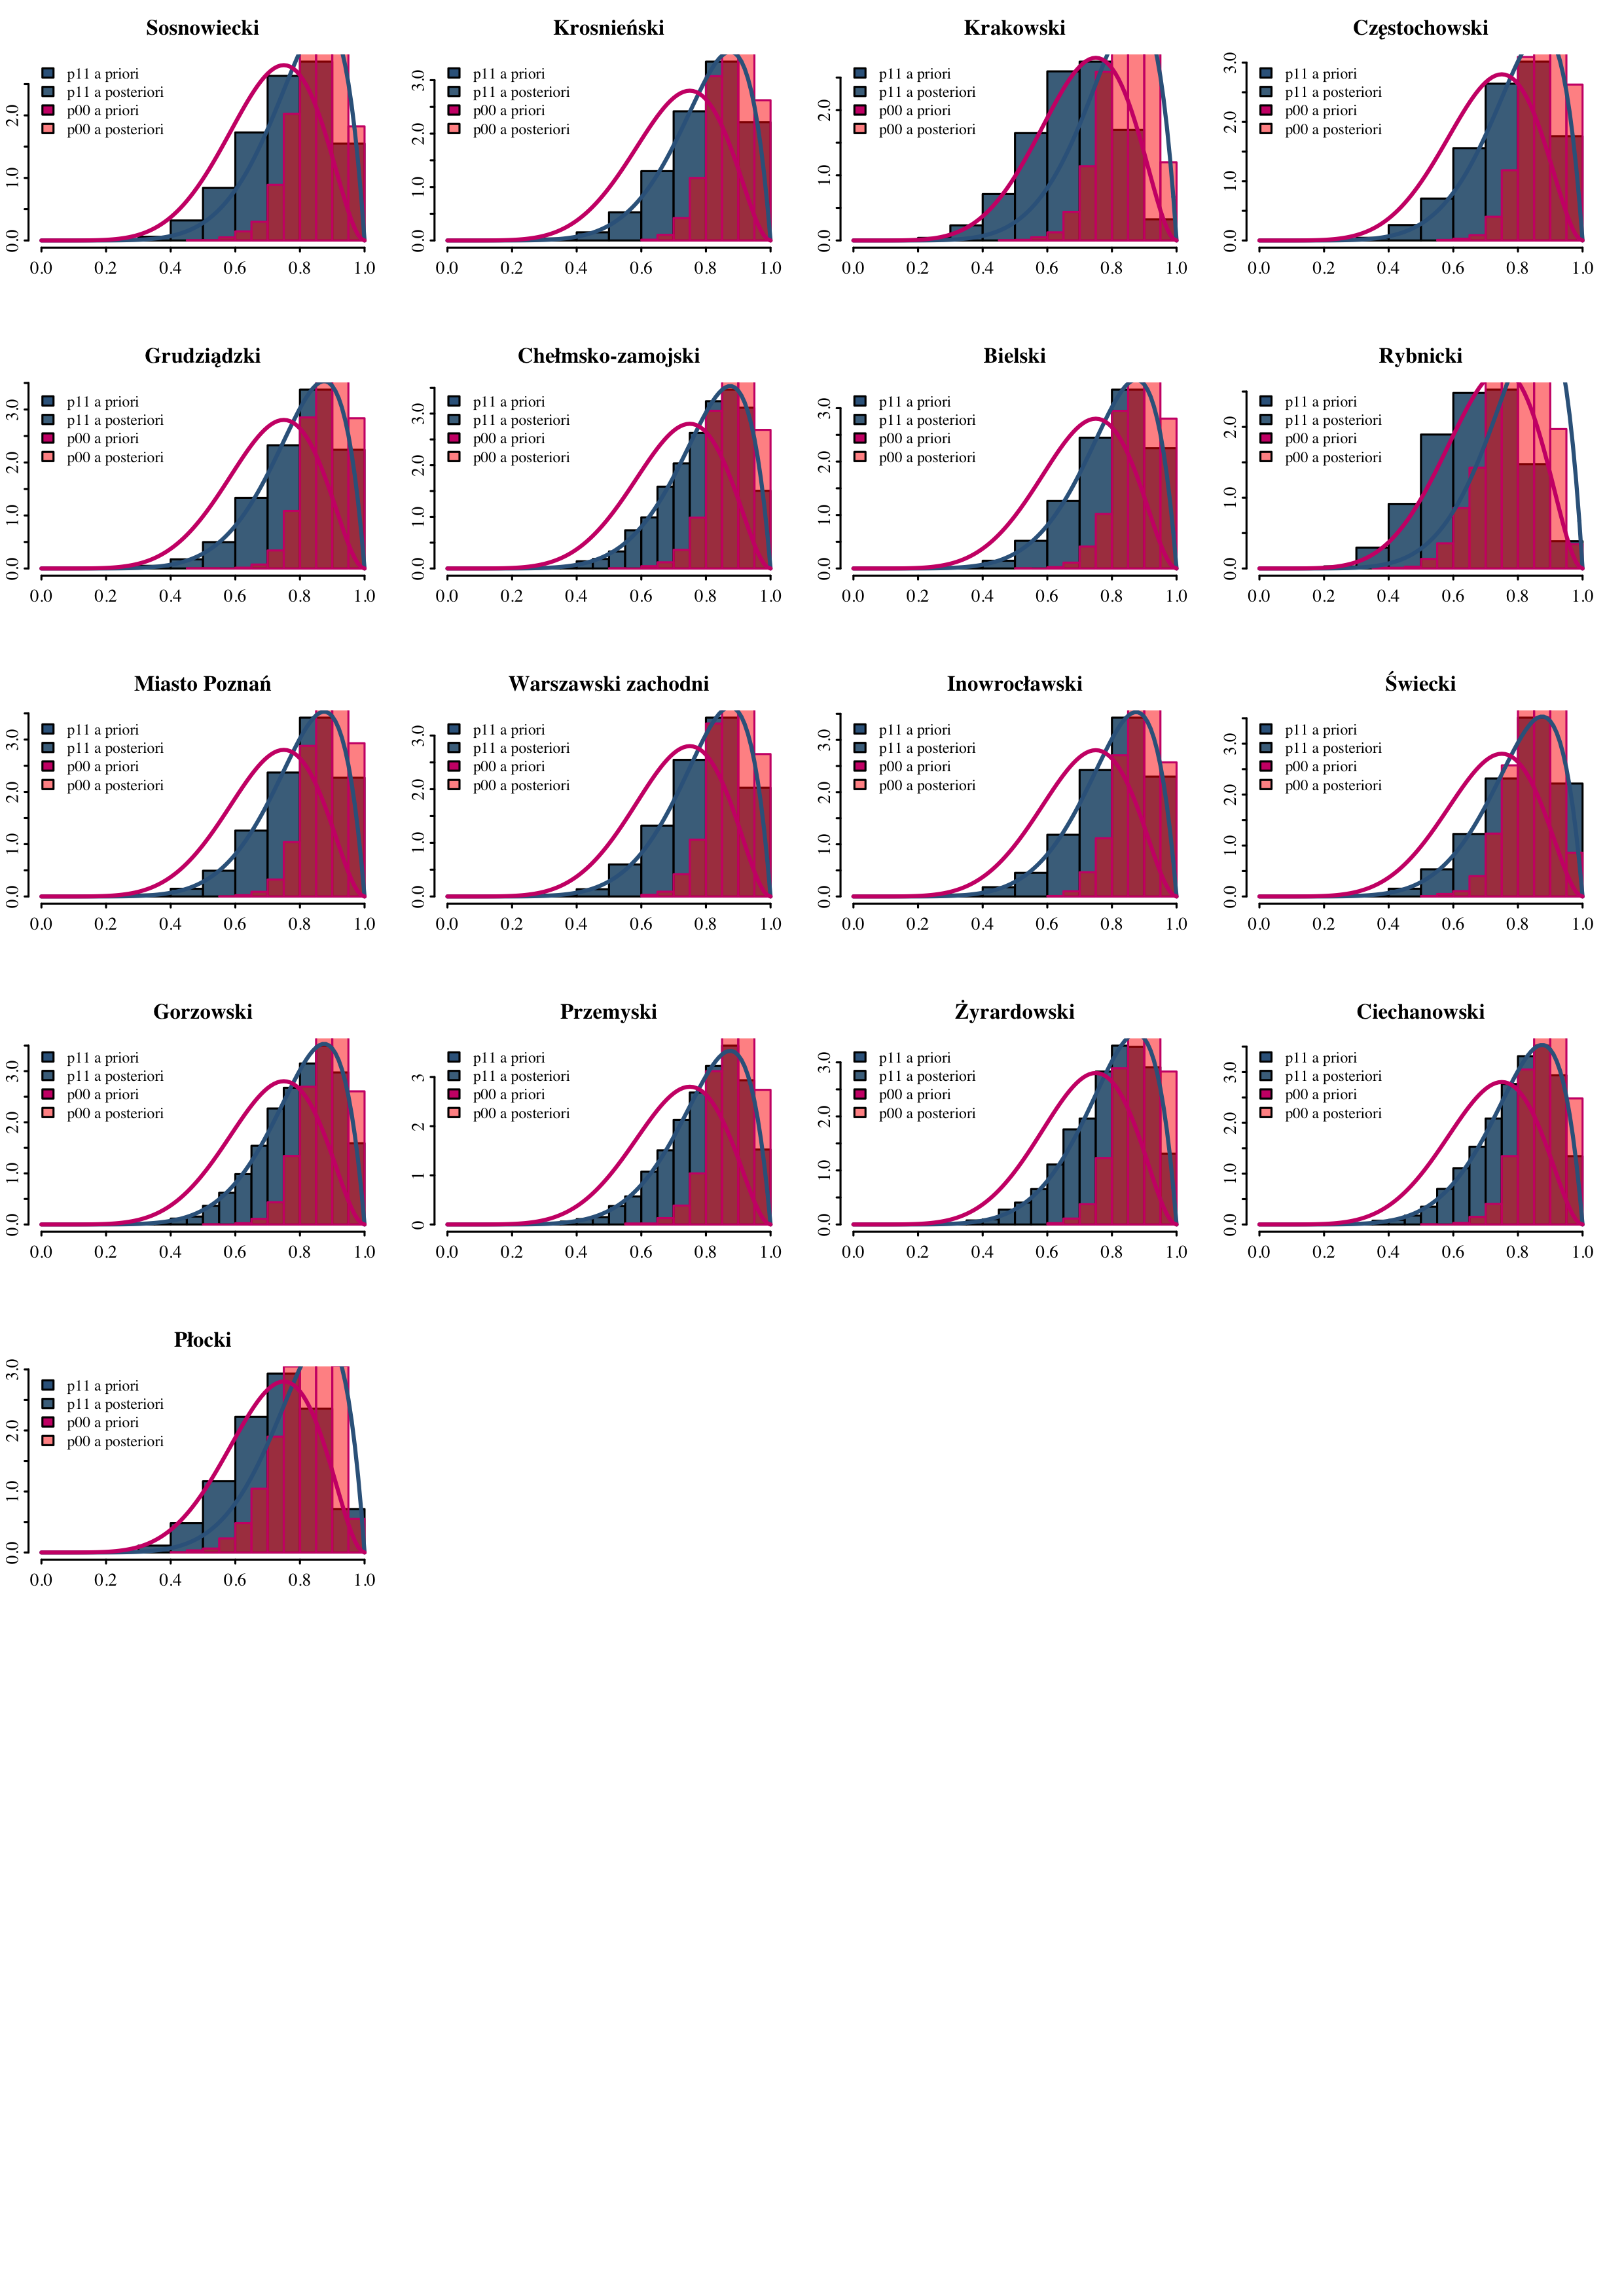 Sosnowiecki
p11 a priori
p11 a posteriori
p00 a priori
p00 a posteriori
0.0 1.0 2.0
0.0 0.2 0.4 0.6 0.8 1.0
Krosnieński
p11 a priori
p11 a posteriori
p00 a priori
p00 a posteriori
0.0 1.0 2.0 3.0
0.0 0.2 0.4 0.6 0.8 1.0
Krakowski
p11 a priori
p11 a posteriori
p00 a priori
p00 a posteriori
0.0 1.0 2.0
0.0 0.2 0.4 0.6 0.8 1.0
Częstochowski
p11 a priori
p11 a posteriori
p00 a priori
p00 a posteriori
0.0 1.0 2.0 3.0
0.0 0.2 0.4 0.6 0.8 1.0
Grudziądzki
p11 a priori
p11 a posteriori
p00 a priori
p00 a posteriori
0.0 1.0 2.0 3.0
0.0 0.2 0.4 0.6 0.8 1.0
Chełmsko-zamojski
p11 a priori
p11 a posteriori
p00 a priori
p00 a posteriori
0.0 1.0 2.0 3.0
0.0 0.2 0.4 0.6 0.8 1.0
Bielski
p11 a priori
p11 a posteriori
p00 a priori
p00 a posteriori
0.0 1.0 2.0 3.0
0.0 0.2 0.4 0.6 0.8 1.0
Rybnicki
p11 a priori
p11 a posteriori
p00 a priori
p00 a posteriori
0.0 1.0 2.0
0.0 0.2 0.4 0.6 0.8 1.0
Miasto Poznań
p11 a priori
p11 a posteriori
p00 a priori
p00 a posteriori
0.0 1.0 2.0 3.0
0.0 0.2 0.4 0.6 0.8 1.0
Warszawski zachodni
p11 a priori
p11 a posteriori
p00 a priori
p00 a posteriori
0.0 1.0 2.0 3.0
0.0 0.2 0.4 0.6 0.8 1.0
Inowrocławski
p11 a priori
p11 a posteriori
p00 a priori
p00 a posteriori
0.0 1.0 2.0 3.0
0.0 0.2 0.4 0.6 0.8 1.0
Świecki
p11 a priori
p11 a posteriori
p00 a priori
p00 a posteriori
0.0 1.0 2.0 3.0
0.0 0.2 0.4 0.6 0.8 1.0
Gorzowski
p11 a priori
p11 a posteriori
p00 a priori
p00 a posteriori
0.0 1.0 2.0 3.0
0.0 0.2 0.4 0.6 0.8 1.0
Przemyski
p11 a priori
p11 a posteriori
p00 a priori
p00 a posteriori
0 1 2 3
0.0 0.2 0.4 0.6 0.8 1.0
Żyrardowski
p11 a priori
p11 a posteriori
p00 a priori
p00 a posteriori
0.0 1.0 2.0 3.0
0.0 0.2 0.4 0.6 0.8 1.0
Ciechanowski
p11 a priori
p11 a posteriori
p00 a priori
p00 a posteriori
0.0 1.0 2.0 3.0
0.0 0.2 0.4 0.6 0.8 1.0
Płocki
p11 a priori
p11 a posteriori
p00 a priori
p00 a posteriori
0.0 1.0 2.0 3.0
0.0 0.2 0.4 0.6 0.8 1.0